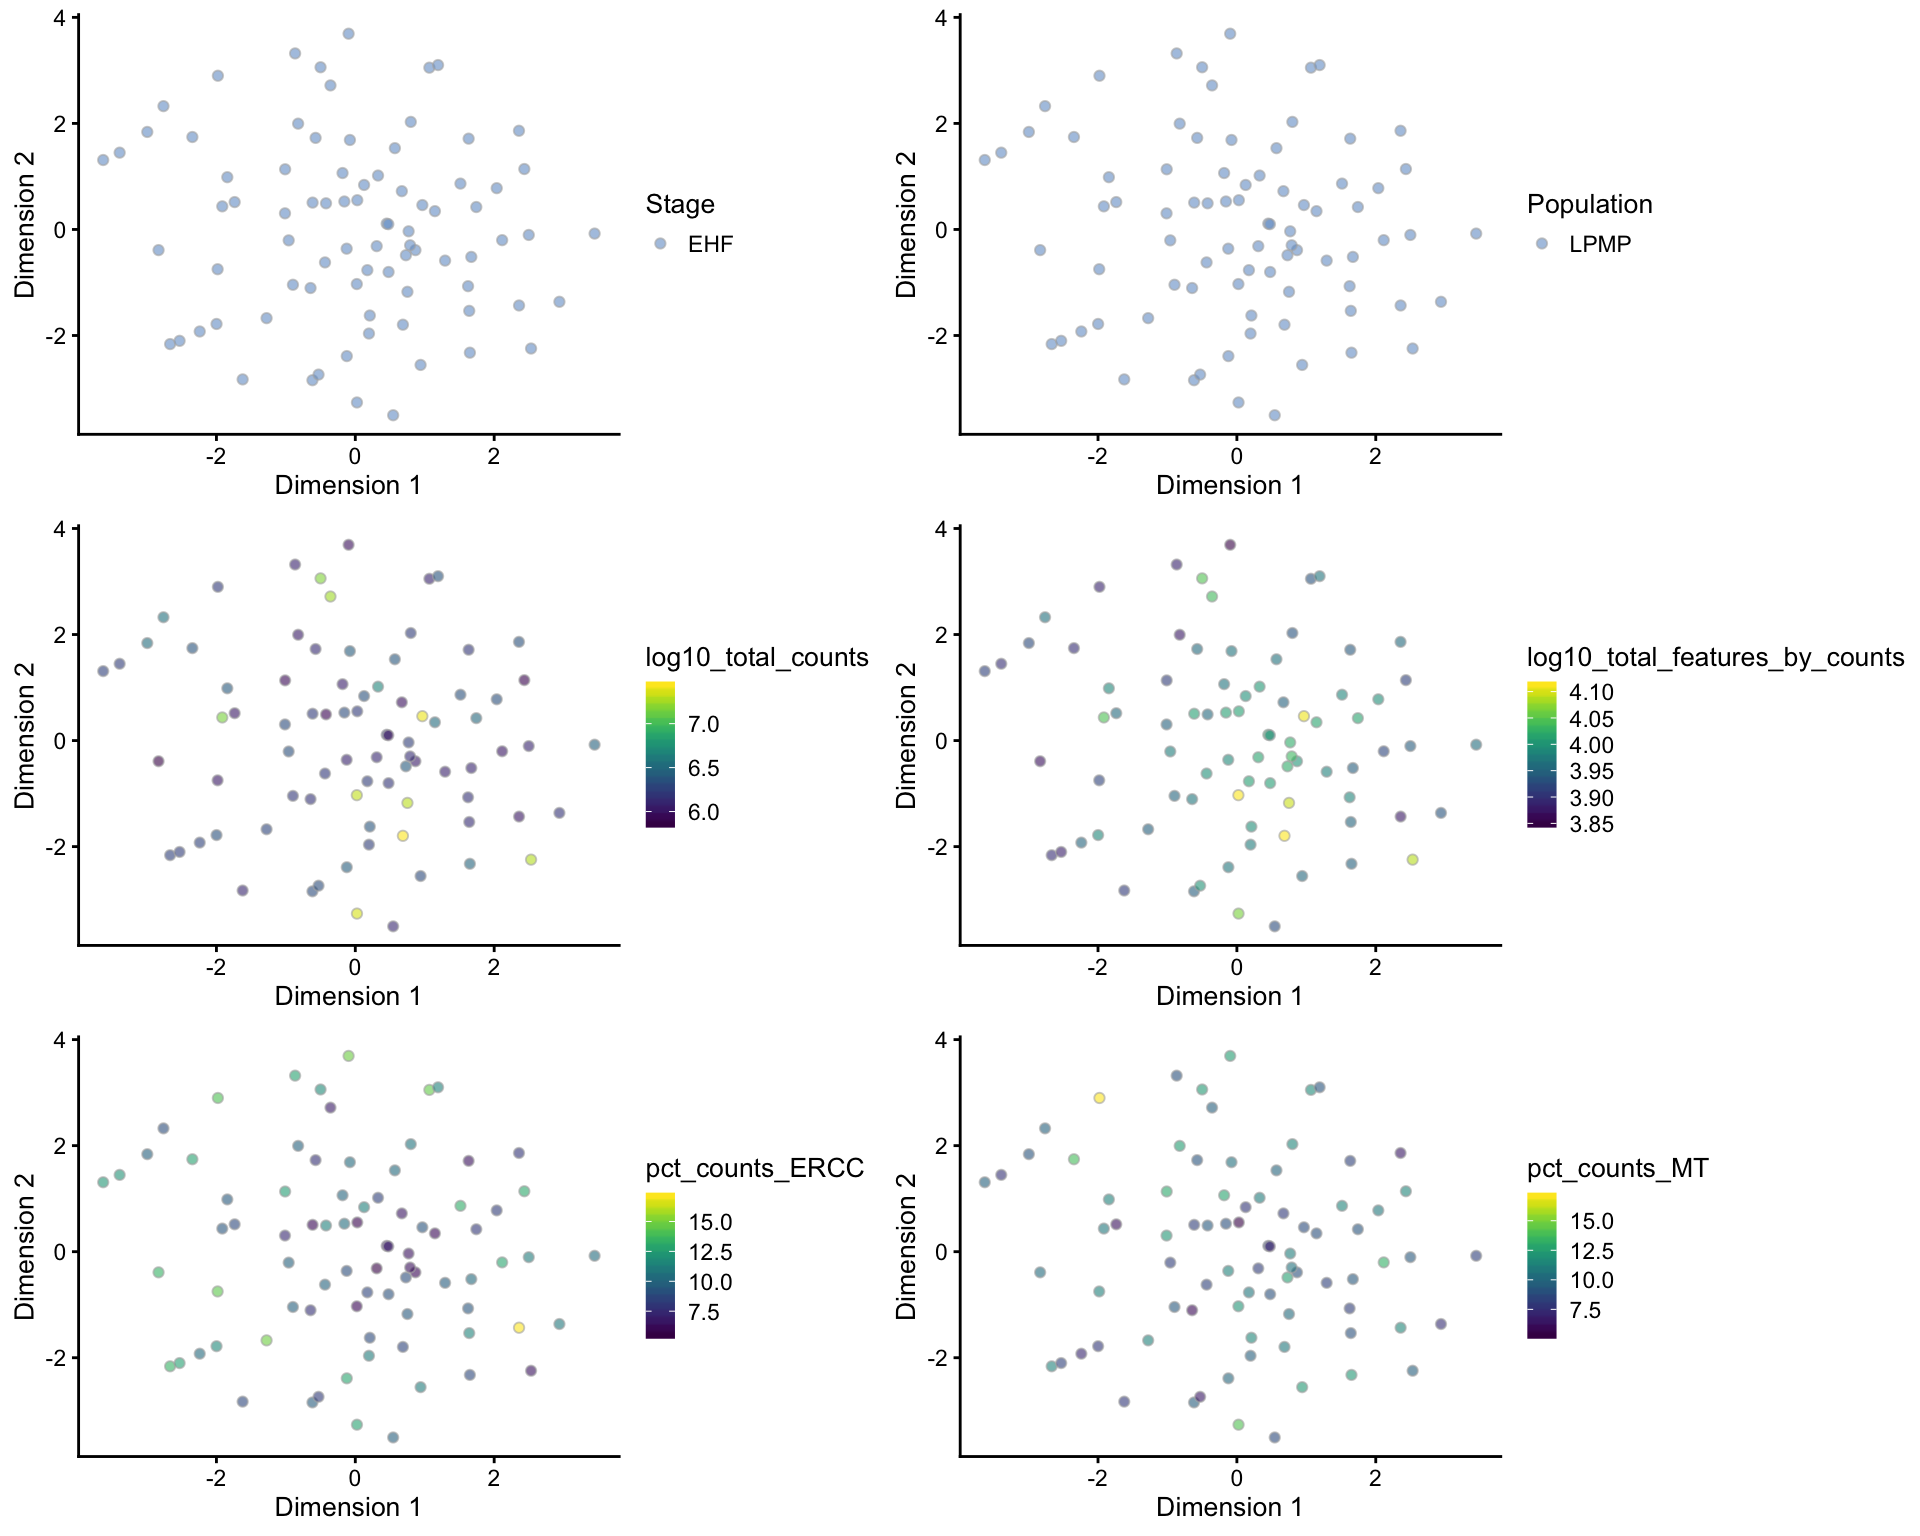 4
2
0
-2
Dimension 2
-2 0 2
Dimension 1
Stage
EHF
4
2
0
-2
Dimension 2
-2 0 2
Dimension 1
Population
LPMP
4
2
0
-2
Dimension 2
-2 0 2
Dimension 1
log10_total_counts
7.0
6.5
6.0
4
2
0
-2
Dimension 2
-2 0 2
Dimension 1
log10_total_features_by_counts
4.10
4.05
4.00
3.95
3.90
3.85
4
2
0
-2
Dimension 2
-2 0 2
Dimension 1
pct_counts_ERCC
15.0
12.5
10.0
7.5
4
2
0
-2
Dimension 2
-2 0 2
Dimension 1
pct_counts_MT
15.0
12.5
10.0
7.5